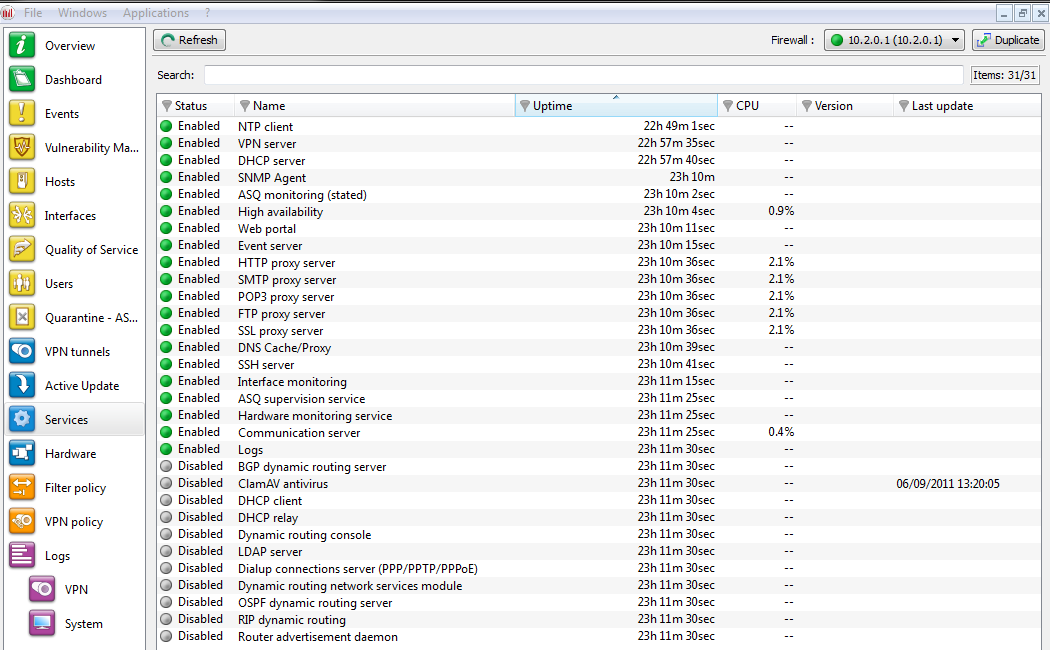 File Windows Applications ?
Refresh Firewall : 10.2.0.1 (10.2.0.1) Duplicate
Search: Items: 31/31
Status Name Uptime CPU Version Last update
Enabled NTP client 22h 49m 1sec --
Enabled VPN server 22h 57m 35sec --
Enabled DHCP server 22h 57m 40sec --
Enabled SNMP Agent 23h 10m --
Enabled ASQ monitoring (stated) 23h 10m 2sec --
Enabled High availability 23h 10m 4sec 0.9%
Enabled Web portal 23h 10m 11sec --
Enabled Event server 23h 10m 15sec --
Enabled HTTP proxy server 23h 10m 36sec 2.1%
Enabled SMTP proxy server 23h 10m 36sec 2.1%
Enabled POP3 proxy server 23h 10m 36sec 2.1%
Enabled FTP proxy server 23h 10m 36sec 2.1%
Enabled SSL proxy server 23h 10m 36sec 2.1%
Enabled DNS Cache/Proxy 23h 10m 39sec --
Enabled SSH server 23h 10m 41sec --
Enabled Interface monitoring 23h 11m 15sec --
Enabled ASQ supervision service 23h 11m 25sec --
Enabled Hardware monitoring service 23h 11m 25sec --
Enabled Communication server 23h 11m 25sec 0.4%
Enabled Logs 23h 11m 30sec --
Disabled BGP dynamic routing server 23h 11m 30sec --
Disabled ClamAV antivirus 23h 11m 30sec -- 06/09/2011 13:20:05
Disabled DHCP client 23h 11m 30sec --
Disabled DHCP relay 23h 11m 30sec --
Disabled Dynamic routing console 23h 11m 30sec --
Disabled LDAP server 23h 11m 30sec --
Disabled Dialup connections server (PPP/PPTP/PPPoE) 23h 11m 30sec --
Disabled Dynamic routing network services module 23h 11m 30sec --
Disabled OSPF dynamic routing server 23h 11m 30sec --
Disabled RIP dynamic routing 23h 11m 30sec --
Disabled Router advertisement daemon 23h 11m 30sec --
Overview
Dashboard
Events
Vulnerability Ma...
Hosts
Interfaces
Quality of Service
Users
Quarantine - AS...
VPN tunnels
Active Update
Services
Hardware
Filter policy
VPN policy
Logs
VPN
System